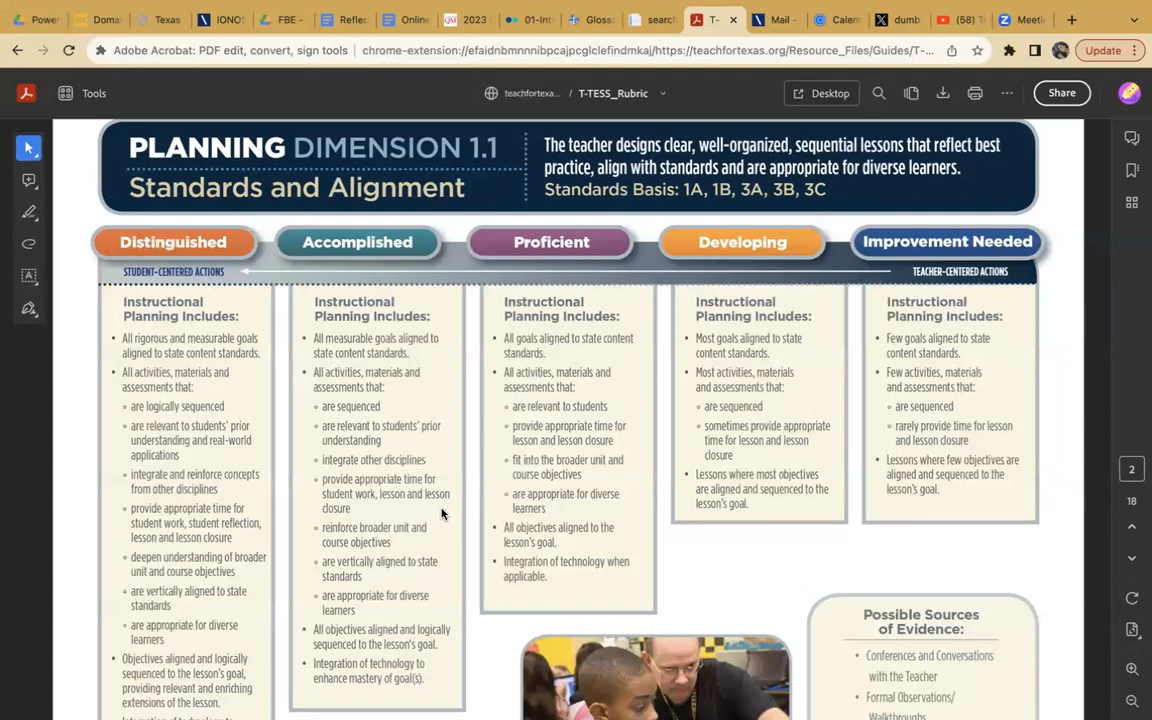 Power
Doma
Texas
IONOS
FBE -
Reflec
Online
QM
2023 I
01-Int
Glossa
search
T-
Mail -
Calen
dumb
(58) T
Meeti
Adobe Acrobat: PDF edit, convert, sign tools
chrome-extension://efaidnbmnnnibpcajpcglclefindmkaj/https://teachfortexas.org/Resource_Files/Guides/T-...
Update
Tools
teachfortexa...
/ T-TESS_Rubric
Desktop
Share
PLANNING DIMENSION 1.1
Standards and Alignment
The teacher designs clear, well-organized, sequential lessons that reflect best
practice, align with standards and are appropriate for diverse learners.
Standards Basis: 1A, 1B, 3A, 3B, 3C
Distinguished
Accomplished
Proficient
Developing
Improvement Needed
STUDENT-CENTERED ACTIONS
TEACHER-CENTERED ACTIONS
Instructional
Planning Includes:
• All rigorous and measurable goals
aligned to state content standards.
• All activities, materials and
assessments that:
◦ are logically sequenced
◦ are relevant to students' prior
understanding and real-world
applications
◦ integrate and reinforce concepts
from other disciplines
◦ provide appropriate time for
student work, student reflection,
lesson and lesson closure
◦ deepen understanding of broader
unit and course objectives
◦ are vertically aligned to state
standards
◦ are appropriate for diverse
learners
• Objectives aligned and logically
sequenced to the lesson's goal,
providing relevant and enriching
extensions of the lesson.
Instructional
Planning Includes:
• All measurable goals aligned to
state content standards.
• All activities, materials and
assessments that:
◦ are sequenced
◦ are relevant to students' prior
understanding
◦ integrate other disciplines
◦ provide appropriate time for
student work, lesson and lesson
closure
◦ reinforce broader unit and
course objectives
◦ are vertically aligned to state
standards
◦ are appropriate for diverse
learners
• All objectives aligned and logically
sequenced to the lesson's goal.
• Integration of technology to
enhance mastery of goal(s).
Instructional
Planning Includes:
• All goals aligned to state content
standards.
• All activities, materials and
assessments that:
◦ are relevant to students
◦ provide appropriate time for
lesson and lesson closure
◦ fit into the broader unit and
course objectives
◦ are appropriate for diverse
learners
• All objectives aligned to the
lesson's goal.
• Integration of technology when
applicable.
Instructional
Planning Includes:
• Most goals aligned to state
content standards.
• Most activities, materials
and assessments that:
◦ are sequenced
◦ sometimes provide appropriate
time for lesson and lesson
closure
• Lessons where most objectives
are aligned and sequenced to the
lesson's goal.
Instructional
Planning Includes:
• Few goals aligned to state
content standards.
• Few activities, materials
and assessments that:
◦ are sequenced
◦ rarely provide time for lesson
and lesson closure
• Lessons where few objectives are
aligned and sequenced to the
lesson's goal.
Possible Sources
of Evidence:
• Conferences and Conversations
with the Teacher
• Formal Observations/
Walkthroughs
2
18